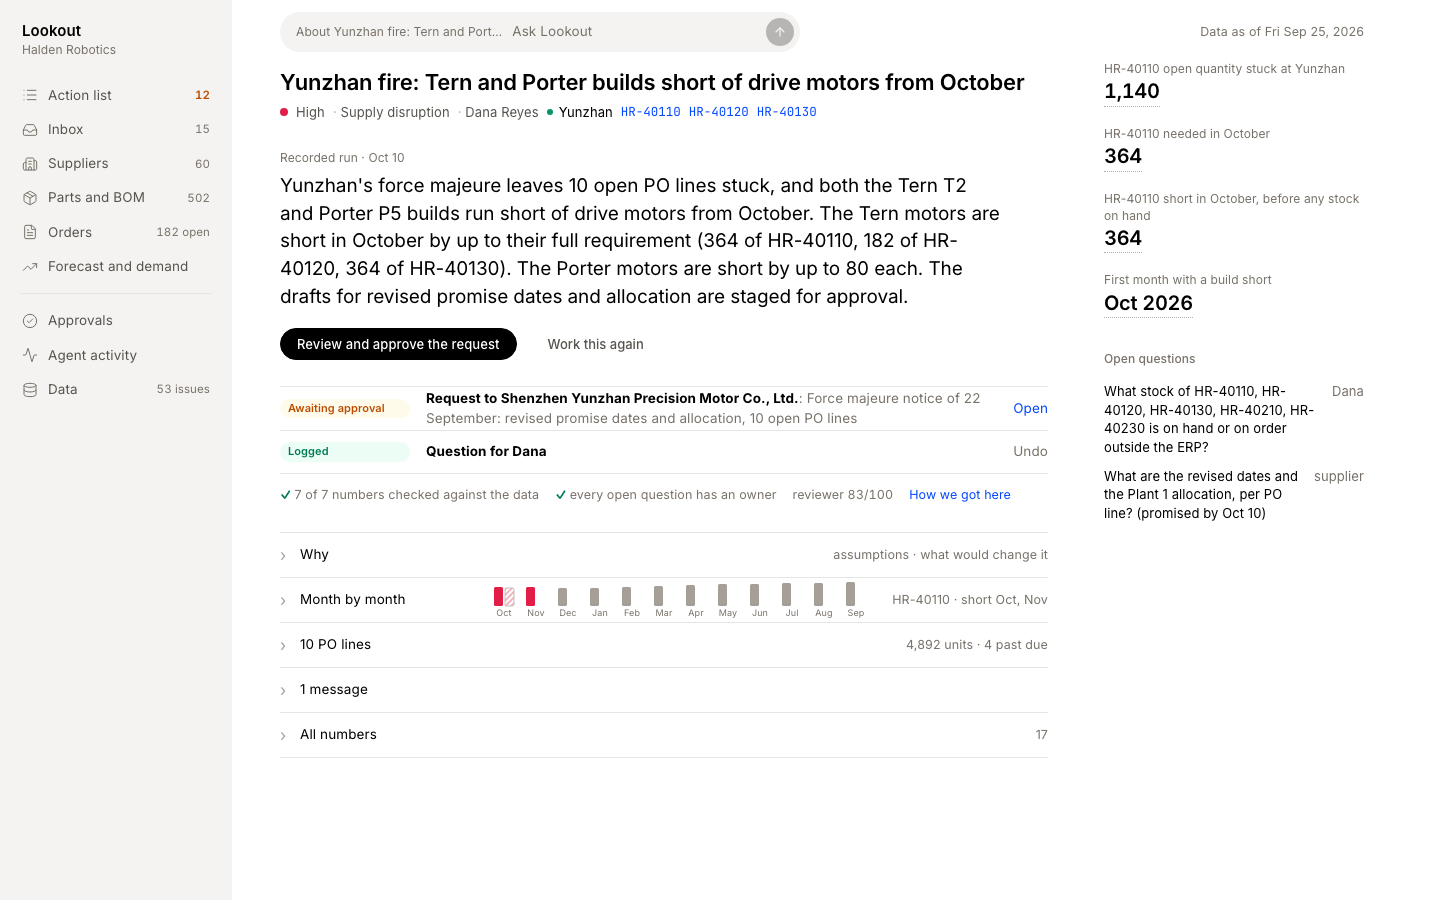 Lookout
Halden Robotics
Action list 12
Inbox 15
Suppliers 60
Parts and BOM 502
Orders 182 open
Forecast and demand
Approvals
Agent activity
Data 53 issues
About Yunzhan fire: Tern and Port... Ask Lookout
Data as of Fri Sep 25, 2026
Yunzhan fire: Tern and Porter builds short of drive motors from October
High · Supply disruption · Dana Reyes Yunzhan HR-40110 HR-40120 HR-40130
Recorded run · Oct 10
Yunzhan's force majeure leaves 10 open PO lines stuck, and both the Tern T2
and Porter P5 builds run short of drive motors from October. The Tern motors are
short in October by up to their full requirement (364 of HR-40110, 182 of HR-
40120, 364 of HR-40130). The Porter motors are short by up to 80 each. The
drafts for revised promise dates and allocation are staged for approval.
Review and approve the request Work this again
Awaiting approval
Request to Shenzhen Yunzhan Precision Motor Co., Ltd.: Force majeure notice of 22
September: revised promise dates and allocation, 10 open PO lines
Open
Logged Question for Dana Undo
7 of 7 numbers checked against the data every open question has an owner reviewer 83/100 How we got here
Why assumptions · what would change it
Month by month
Oct Nov Dec Jan Feb Mar Apr May Jun Jul Aug Sep
HR-40110 · short Oct, Nov
10 PO lines 4,892 units · 4 past due
1 message
All numbers 17
HR-40110 open quantity stuck at Yunzhan
1,140
HR-40110 needed in October
364
HR-40110 short in October, before any stock
on hand
364
First month with a build short
Oct 2026
Open questions
What stock of HR-40110, HR- Dana
40120, HR-40130, HR-40210, HR-
40230 is on hand or on order
outside the ERP?
What are the revised dates and supplier
the Plant 1 allocation, per PO
line? (promised by Oct 10)